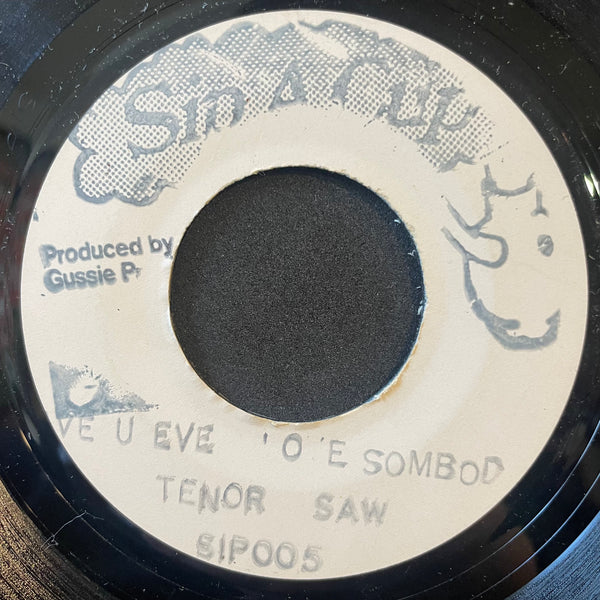 Sip A Cup
Produced by
Gussie P.
VE U EVE 'O 'E SOMBOD
TENOR SAW
SIP005